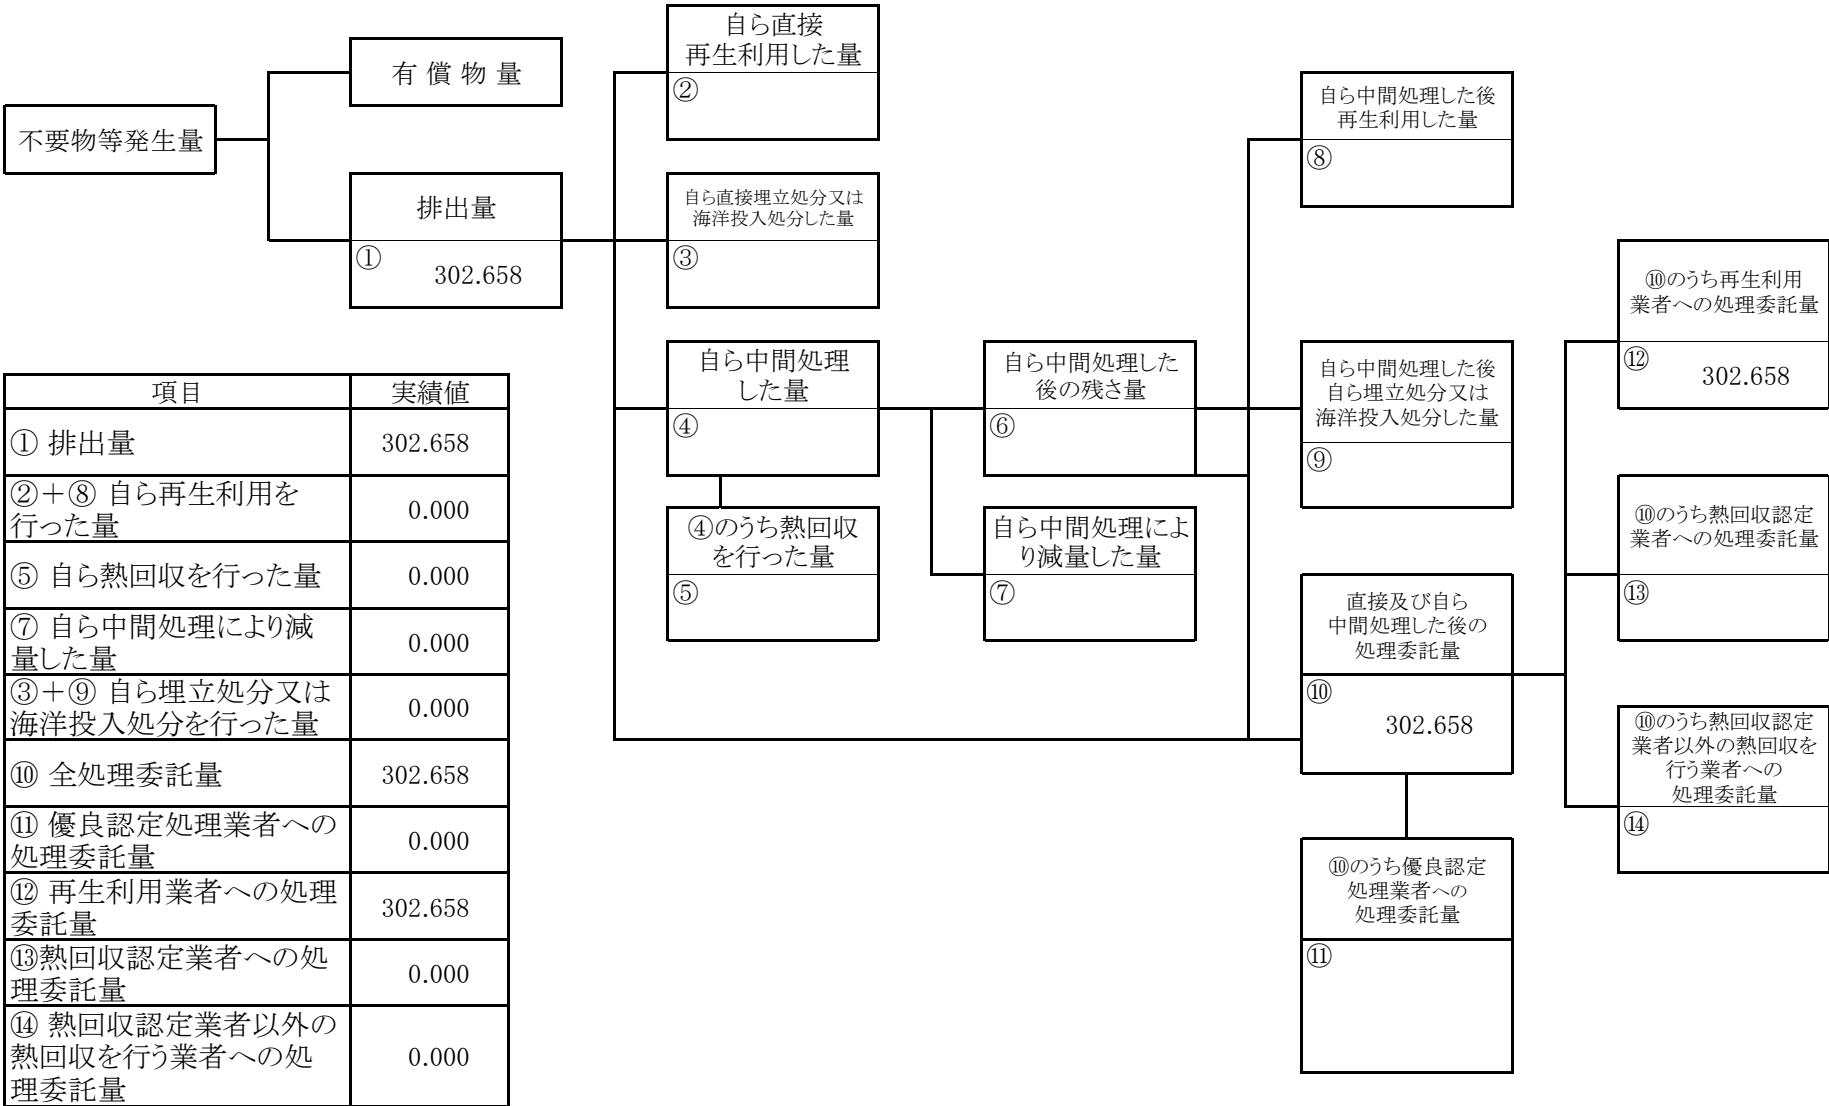 不要物等発生量
有 償 物 量
排出量
①
302.658
自ら直接
再生利用した量
②
自ら直接埋立処分又は
海洋投入処分した量
③
自ら中間処理
した量
④
④のうち熱回収
を行った量
⑤
自ら中間処理した
後の残さ量
⑥
自ら中間処理によ
り減量した量
⑦
自ら中間処理した後
再生利用した量
⑧
自ら中間処理した後
自ら埋立処分又は
海洋投入処分した量
⑨
直接及び自ら
中間処理した後の
処理委託量
⑩
302.658
⑩のうち優良認定
処理業者への
処理委託量
⑪
⑩のうち再生利用
業者への処理委託量
⑫
302.658
⑩のうち熱回収認定
業者への処理委託量
⑬
⑩のうち熱回収認定
業者以外の熱回収を
行う業者への
処理委託量
⑭
項目 実績値
① 排出量 302.658
②＋⑧ 自ら再生利用を
行った量 0.000
⑤ 自ら熱回収を行った量 0.000
⑦ 自ら中間処理により減
量した量 0.000
③＋⑨ 自ら埋立処分又は
海洋投入処分を行った量 0.000
⑩ 全処理委託量 302.658
⑪ 優良認定処理業者への
処理委託量 0.000
⑫ 再生利用業者への処理
委託量 302.658
⑬熱回収認定業者への処
理委託量 0.000
⑭ 熱回収認定業者以外の
熱回収を行う業者への処
理委託量 0.000